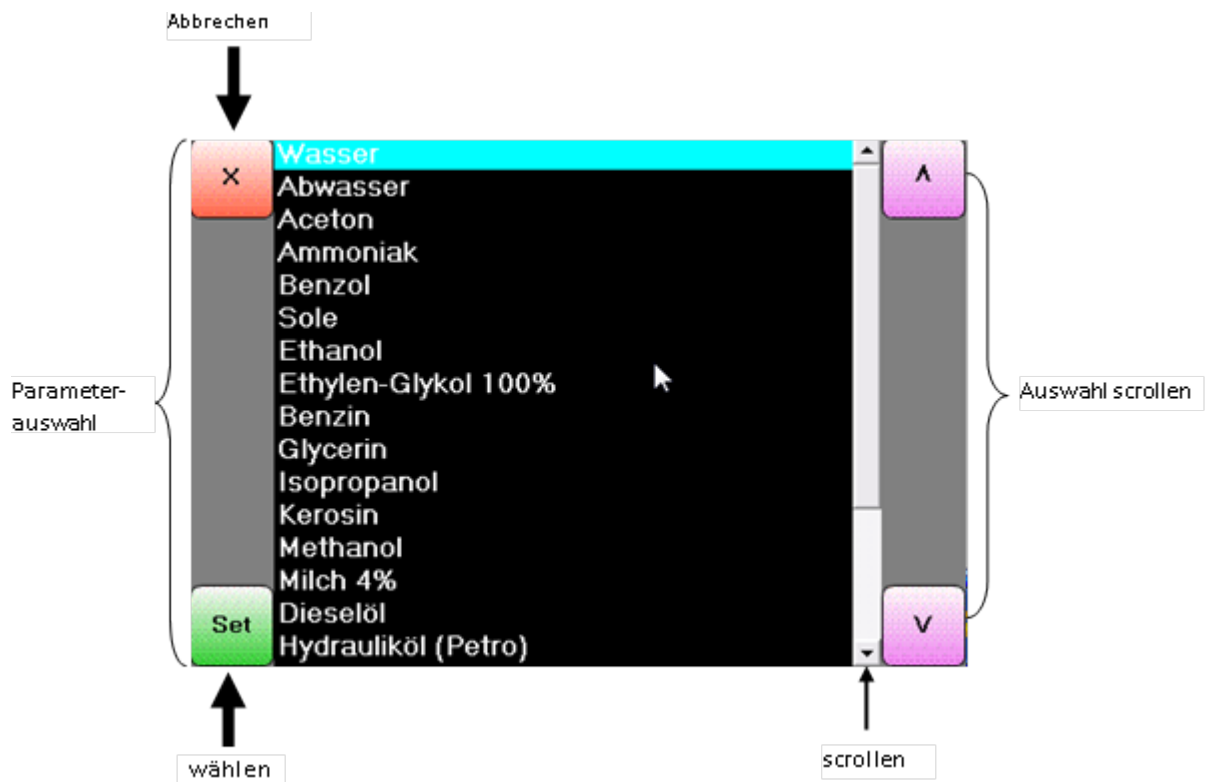 Abbrechen
X
Wasser
Abwasser
Aceton
Ammoniak
Benzol
Sole
Ethanol
Ethylen-Glykol 100%
Benzin
Glycerin
Isopropanol
Kerosin
Methanol
Milch 4%
Dieselöl
Hydrauliköl (Petro)
Set
Parameter-
auswahl
Auswahl scrollen
wählen
scrollen